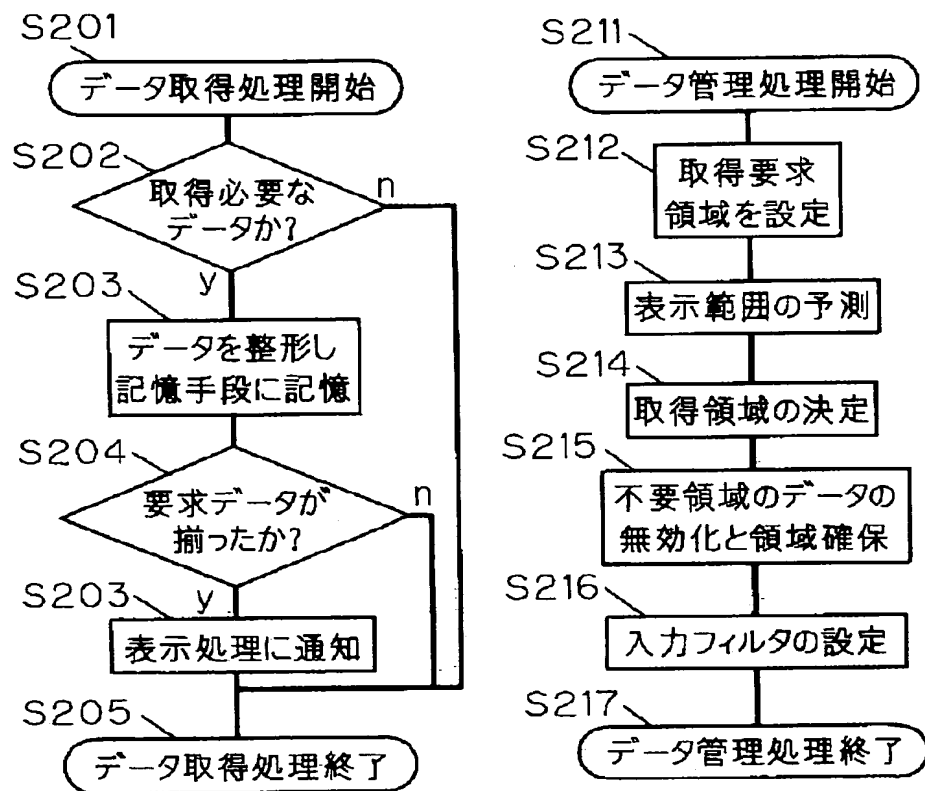 S201
データ取得処理開始
S202
取得必要な
データか?
n
y
S203
データを整形し
記憶手段に記憶
S204
要求データが
揃ったか?
n
y
S203
表示処理に通知
S205
データ取得処理終了
S211
データ管理処理開始
S212
取得要求
領域を設定
S213
表示範囲の予測
S214
取得領域の決定
S215
不要領域のデータの
無効化と領域確保
S216
入力フィルタの設定
S217
データ管理処理終了